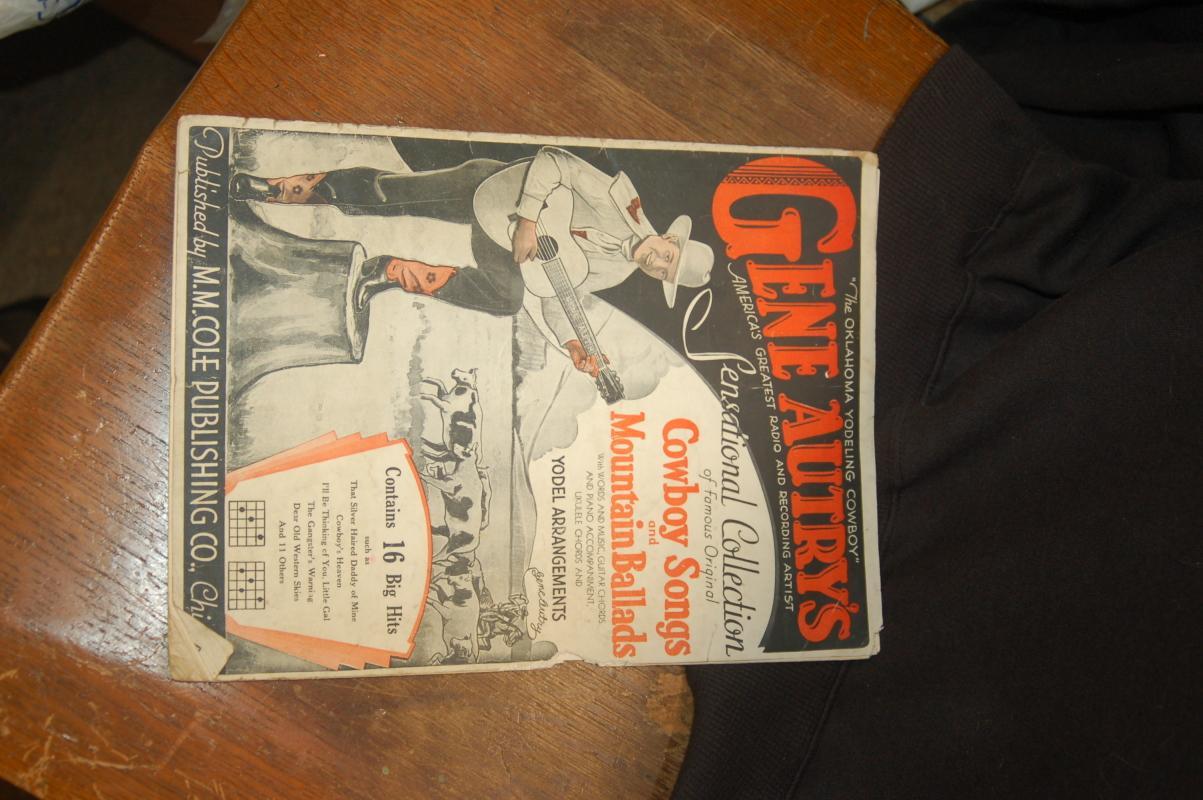 "The OKLAHOMA YODELING COWBOY"
GENE AUTRY'S
AMERICA'S GREATEST RADIO AND RECORDING ARTIST
Sensational Collection
of Famous Original
Cowboy Songs
and
Mountain Ballads
With WORDS AND MUSIC, GUITAR CHORDS
AND PIANO ACCOMPANIMENT,
UKULELE CHORDS AND
YODEL ARRANGEMENTS
Gene Autry
Contains 16 Big Hits
such as
That Silver Haired Daddy of Mine
Cowboy's Heaven
I'll Be Thinking of You, Little Gal
The Gangster's Warning
Dear Old Western Skies
And 11 Others
Published by M.M.COLE PUBLISHING CO., Chi